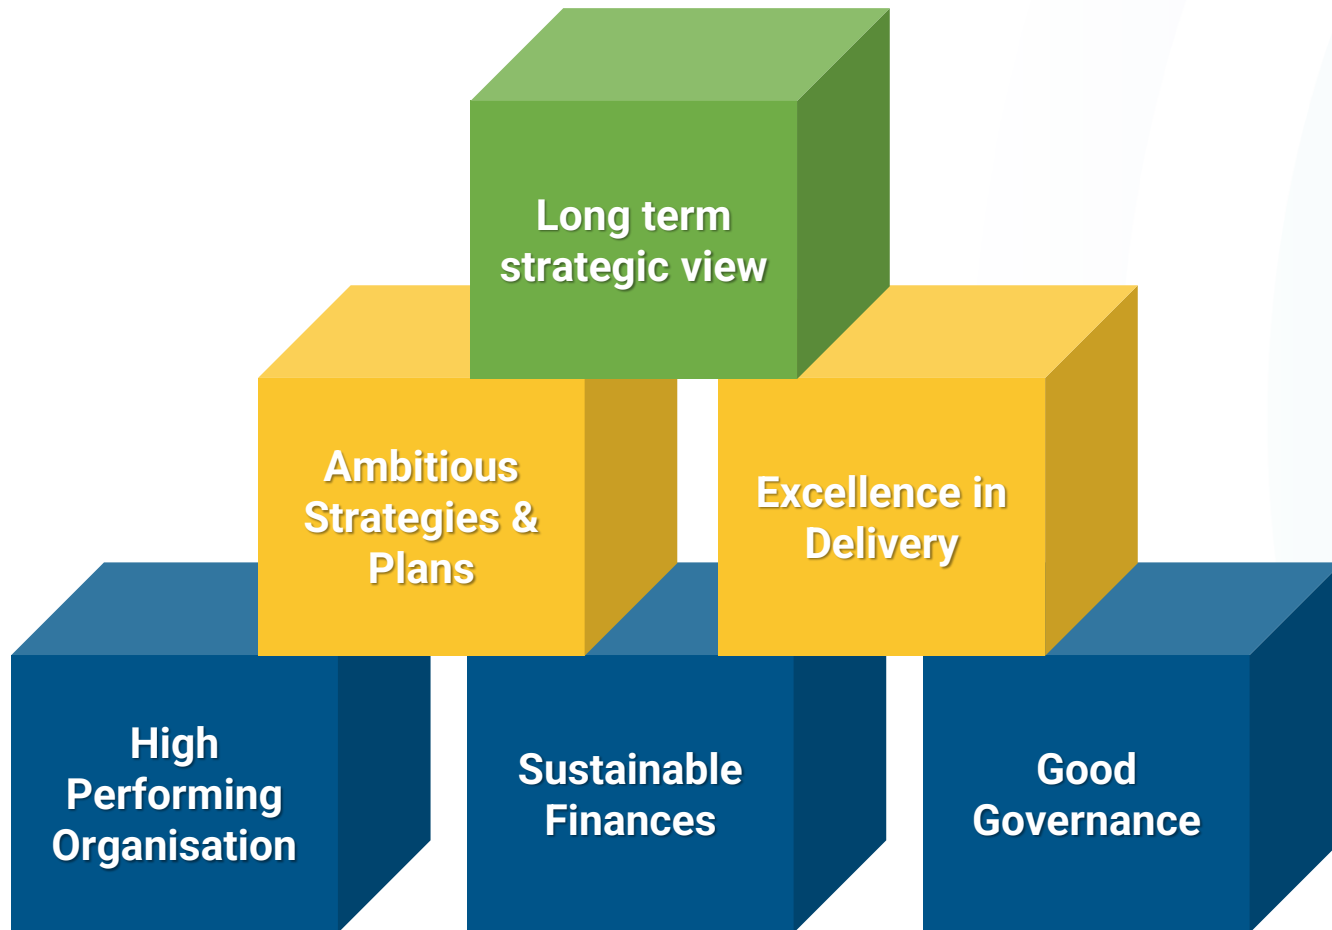 Long term
strategic view
Ambitious
Strategies &
Plans
Excellence in
Delivery
High
Performing
Organisation
Sustainable
Finances
Good
Governance